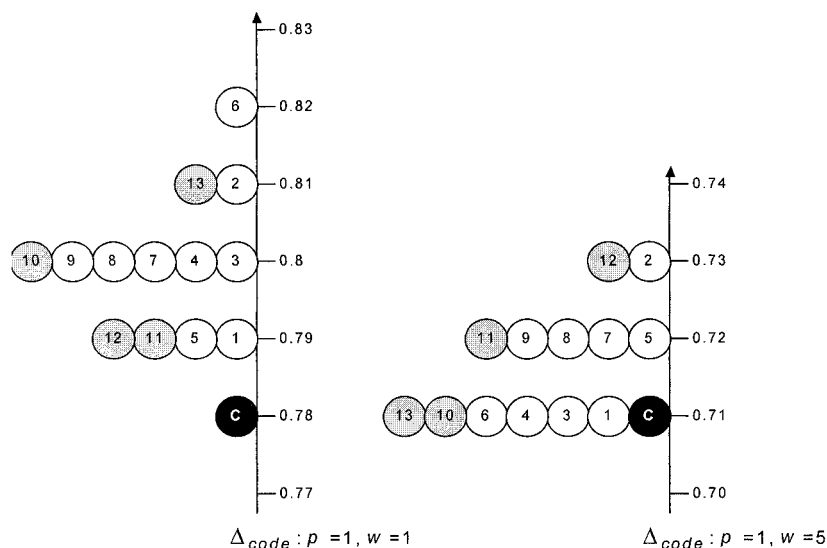 0.83
6 0.82
13 2 0.81 0.74
10 9 8 7 4 3 0.8 12 2 0.73
12 11 5 1 0.79 11 9 8 7 5 0.72
C 0.78 13 10 6 4 3 1 C 0.71
0.77 0.70
Δcode : p =1, w =1 Δcode : p =1, w =5